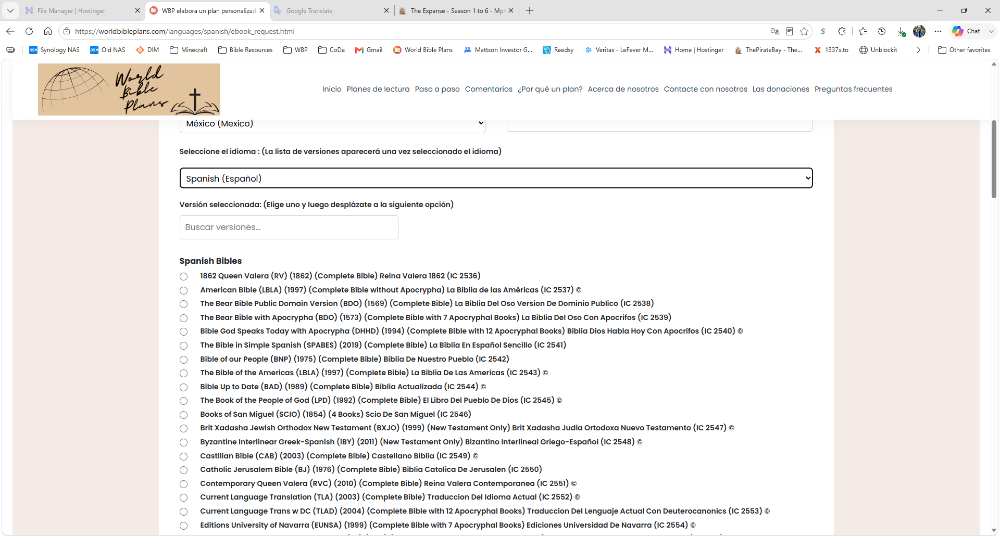 File Manager | Hostinger
WBP elabora un plan personalizad
Google Translate
The Expanse - Season 1 to 6 - Mp4
https://worldbibleplans.com/languages/spanish/ebook_request.html
Chat
Synology NAS
Old NAS
DIM
Minecraft
Bible Resources
WBP
CoDa
Gmail
World Bible Plans
Mattson Investor G...
Reedsy
Veritas - LeFever M...
Home | Hostinger
ThePirateBay - The...
1337x.to
Unblockit
Other favorites
World
Bible
Plans
Inicio Planes de lectura Paso a paso Comentarios ¿Por qué un plan? Acerca de nosotros Contacte con nosotros Las donaciones Preguntas frecuentes
México (Mexico)
Seleccione el idioma : (La lista de versiones aparecerá una vez seleccionado el idioma)
Spanish (Español)
Versión seleccionada: (Elige uno y luego desplázate a la siguiente opción)
Buscar versiones...
Spanish Bibles
1862 Queen Valera (RV) (1862) (Complete Bible) Reina Valera 1862 (IC 2536)
American Bible (LBLA) (1997) (Complete Bible without Apocrypha) La Biblia de las Américas (IC 2537) ©
The Bear Bible Public Domain Version (BDO) (1569) (Complete Bible) La Biblia Del Oso Version De Dominio Publico (IC 2538)
The Bear Bible with Apocrypha (BDO) (1573) (Complete Bible with 7 Apocryphal Books) La Biblia Del Oso Con Apocrifos (IC 2539)
Bible God Speaks Today with Apocrypha (DHHD) (1994) (Complete Bible with 12 Apocryphal Books) Biblia Dios Habla Hoy Con Apocrifos (IC 2540) ©
The Bible in Simple Spanish (SPABES) (2019) (Complete Bible) La Biblia En Español Sencillo (IC 2541)
Bible of our People (BNP) (1975) (Complete Bible) Biblia De Nuestro Pueblo (IC 2542)
The Bible of the Americas (LBLA) (1997) (Complete Bible) La Biblia De Las Americas (IC 2543) ©
Bible Up to Date (BAD) (1989) (Complete Bible) Biblia Actualizada (IC 2544) ©
The Book of the People of God (LPD) (1992) (Complete Bible) El Libro Del Pueblo De Dios (IC 2545) ©
Books of San Miguel (SCIO) (1854) (4 Books) Scio De San Miguel (IC 2546)
Brit Xadasha Jewish Orthodox New Testament (BXJO) (1999) (New Testament Only) Brit Xadasha Judia Ortodoxa Nuevo Testamento (IC 2547) ©
Byzantine Interlinear Greek-Spanish (iBY) (2011) (New Testament Only) Bizantino Interlineal Griego-Español (IC 2548) ©
Castilian Bible (CAB) (2003) (Complete Bible) Castellano Biblia (IC 2549) ©
Catholic Jerusalem Bible (BJ) (1976) (Complete Bible) Biblia Catolica De Jerusalen (IC 2550)
Contemporary Queen Valera (RVC) (2010) (Complete Bible) Reina Valera Contemporanea (IC 2551) ©
Current Language Translation (TLA) (2003) (Complete Bible) Traduccion Del Idioma Actual (IC 2552) ©
Current Language Trans w DC (TLAD) (2004) (Complete Bible with 12 Apocryphal Books) Traduccion Del Lenguaje Actual Con Deuterocanonics (IC 2553) ©
Editions University of Navarra (EUNSA) (1999) (Complete Bible with 7 Apocryphal Books) Ediciones Universidad De Navarra (IC 2554) ©